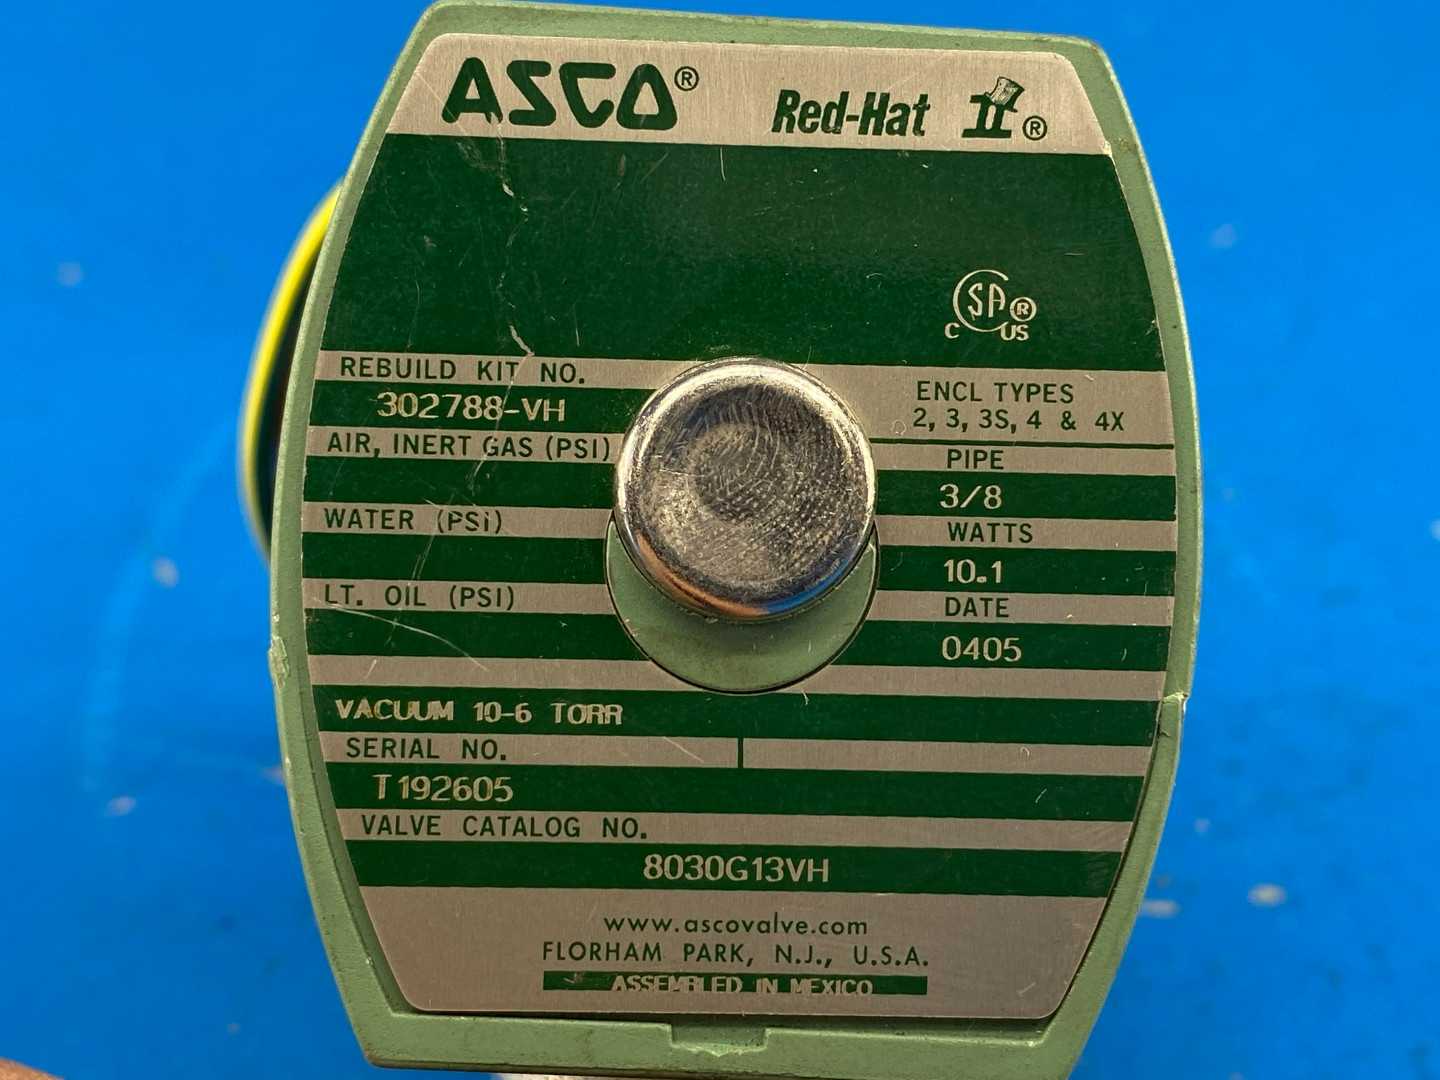 ASCO® Red-Hat II®
CSA®
C US
REBUILD KIT NO.
302788-VH
AIR, INERT GAS (PSI)
WATER (PSI)
LT. OIL (PSI)
ENCL TYPES
2, 3, 3S, 4 & 4X
PIPE
3/8
WATTS
10.1
DATE
0405
VACUUM 10-6 TORR
SERIAL NO.
T192605
VALVE CATALOG NO.
8030G13VH
www.ascovalve.com
FLORHAM PARK, N.J., U.S.A.
ASSEMBLED IN MEXICO